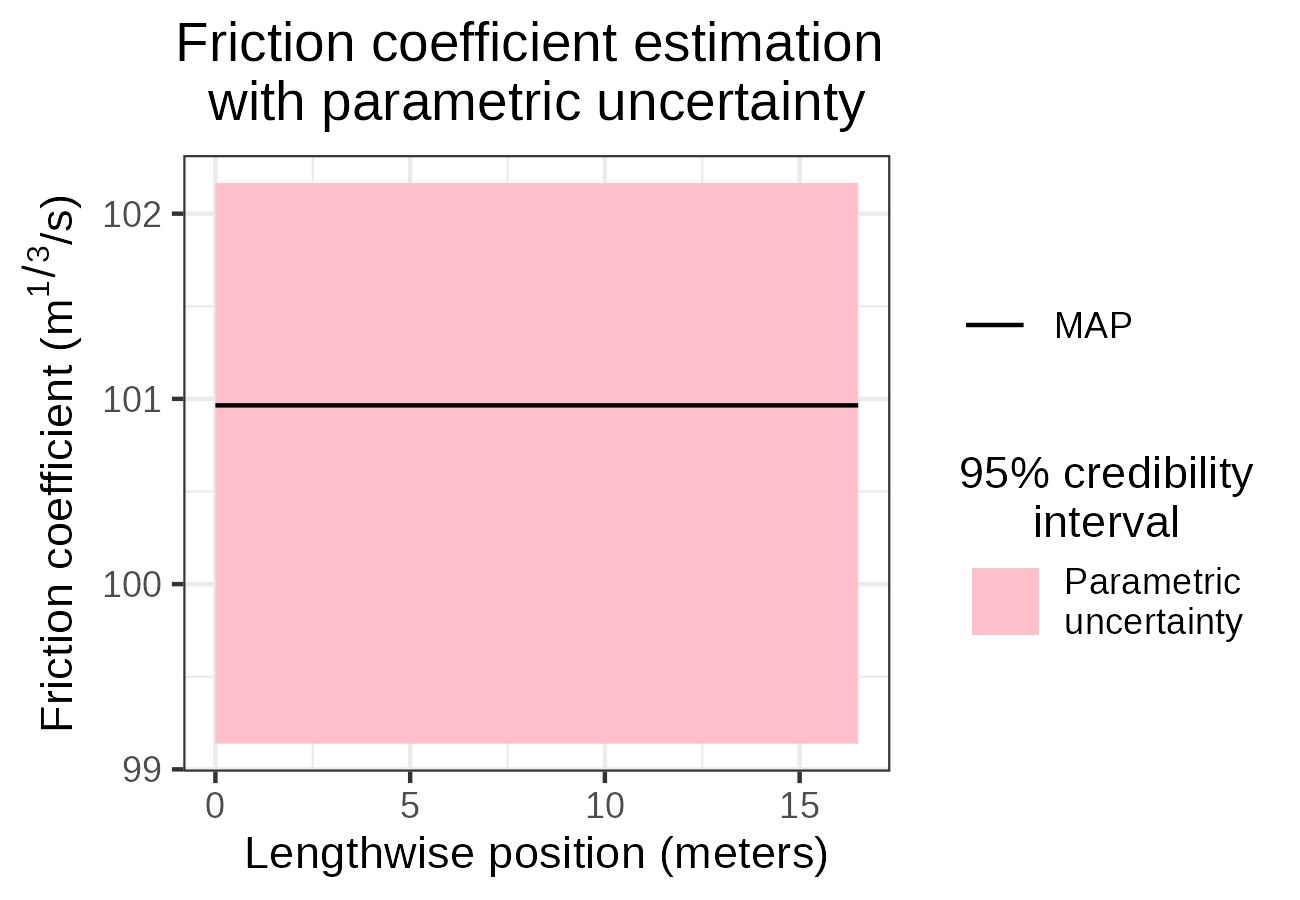 Friction coefficient estimation
with parametric uncertainty
Friction coefficient (m^1/3/s)
102
101
100
99
0 5 10 15
Lengthwise position (meters)
MAP
95% credibility
interval
Parametric
uncertainty